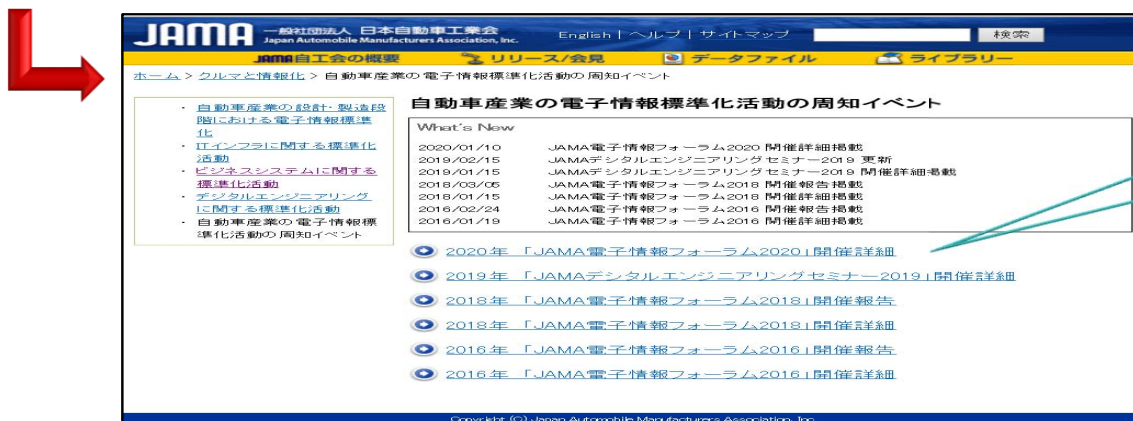 JAMA 一般社団法人 日本自動車工業会
Japan Automobile Manufacturers Association, Inc.
English | ヘルプ | サイトマップ 検索
JAMA自工会の概要 リリース/会見 データファイル ライブラリー
ホーム > クルマと情報化 > 自動車産業の電子情報標準化活動の周知イベント
・ 自動車産業の設計・製造段
階における電子情報標準
化
・ ITインフラに関する標準化
活動
・ ビジネスシステムに関する
標準化活動
・ デジタルエンジニアリング
に関する標準化活動
・ 自動車産業の電子情報標
準化活動の周知イベント
自動車産業の電子情報標準化活動の周知イベント
What's New
2020/01/10 JAMA電子情報フォーラム2020 開催詳細掲載
2019/02/15 JAMAデジタルエンジニアリングセミナー2019 更新
2019/01/15 JAMAデジタルエンジニアリングセミナー2019 開催詳細掲載
2018/03/05 JAMA電子情報フォーラム2018 開催報告掲載
2018/01/15 JAMA電子情報フォーラム2018 開催詳細掲載
2016/02/24 JAMA電子情報フォーラム2016 開催報告掲載
2016/01/19 JAMA電子情報フォーラム2016 開催詳細掲載
2020年 「JAMA電子情報フォーラム2020」開催詳細
2019年 「JAMAデジタルエンジニアリングセミナー2019」開催詳細
2018年 「JAMA電子情報フォーラム2018」開催報告
2018年 「JAMA電子情報フォーラム2018」開催詳細
2016年 「JAMA電子情報フォーラム2016」開催報告
2016年 「JAMA電子情報フォーラム2016」開催詳細
Copyright (C) Japan Automobile Manufacturers Association, Inc.